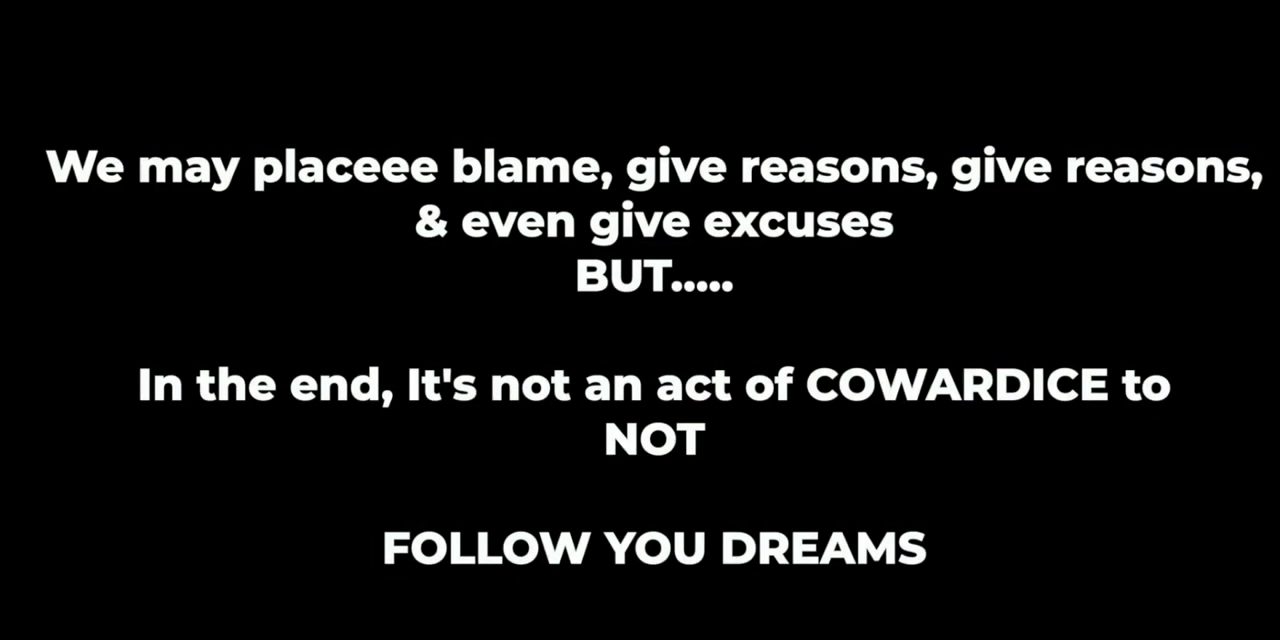 We may placeee blame, give reasons, give reasons,
& even give excuses
BUT.....
In the end, It's not an act of COWARDICE to
NOT
FOLLOW YOU DREAMS